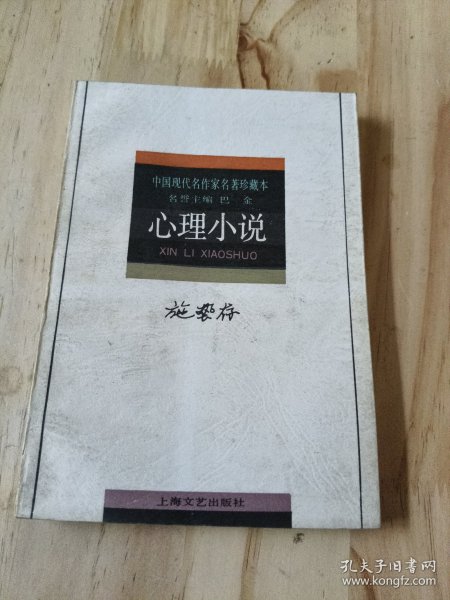 中国现代名作家名著珍藏本
名誉主编 巴 金
心理小说
XIN LI XIAOSHUO
施蛰存
上海文艺出版社
孔夫子旧书网
www.kongfz.com